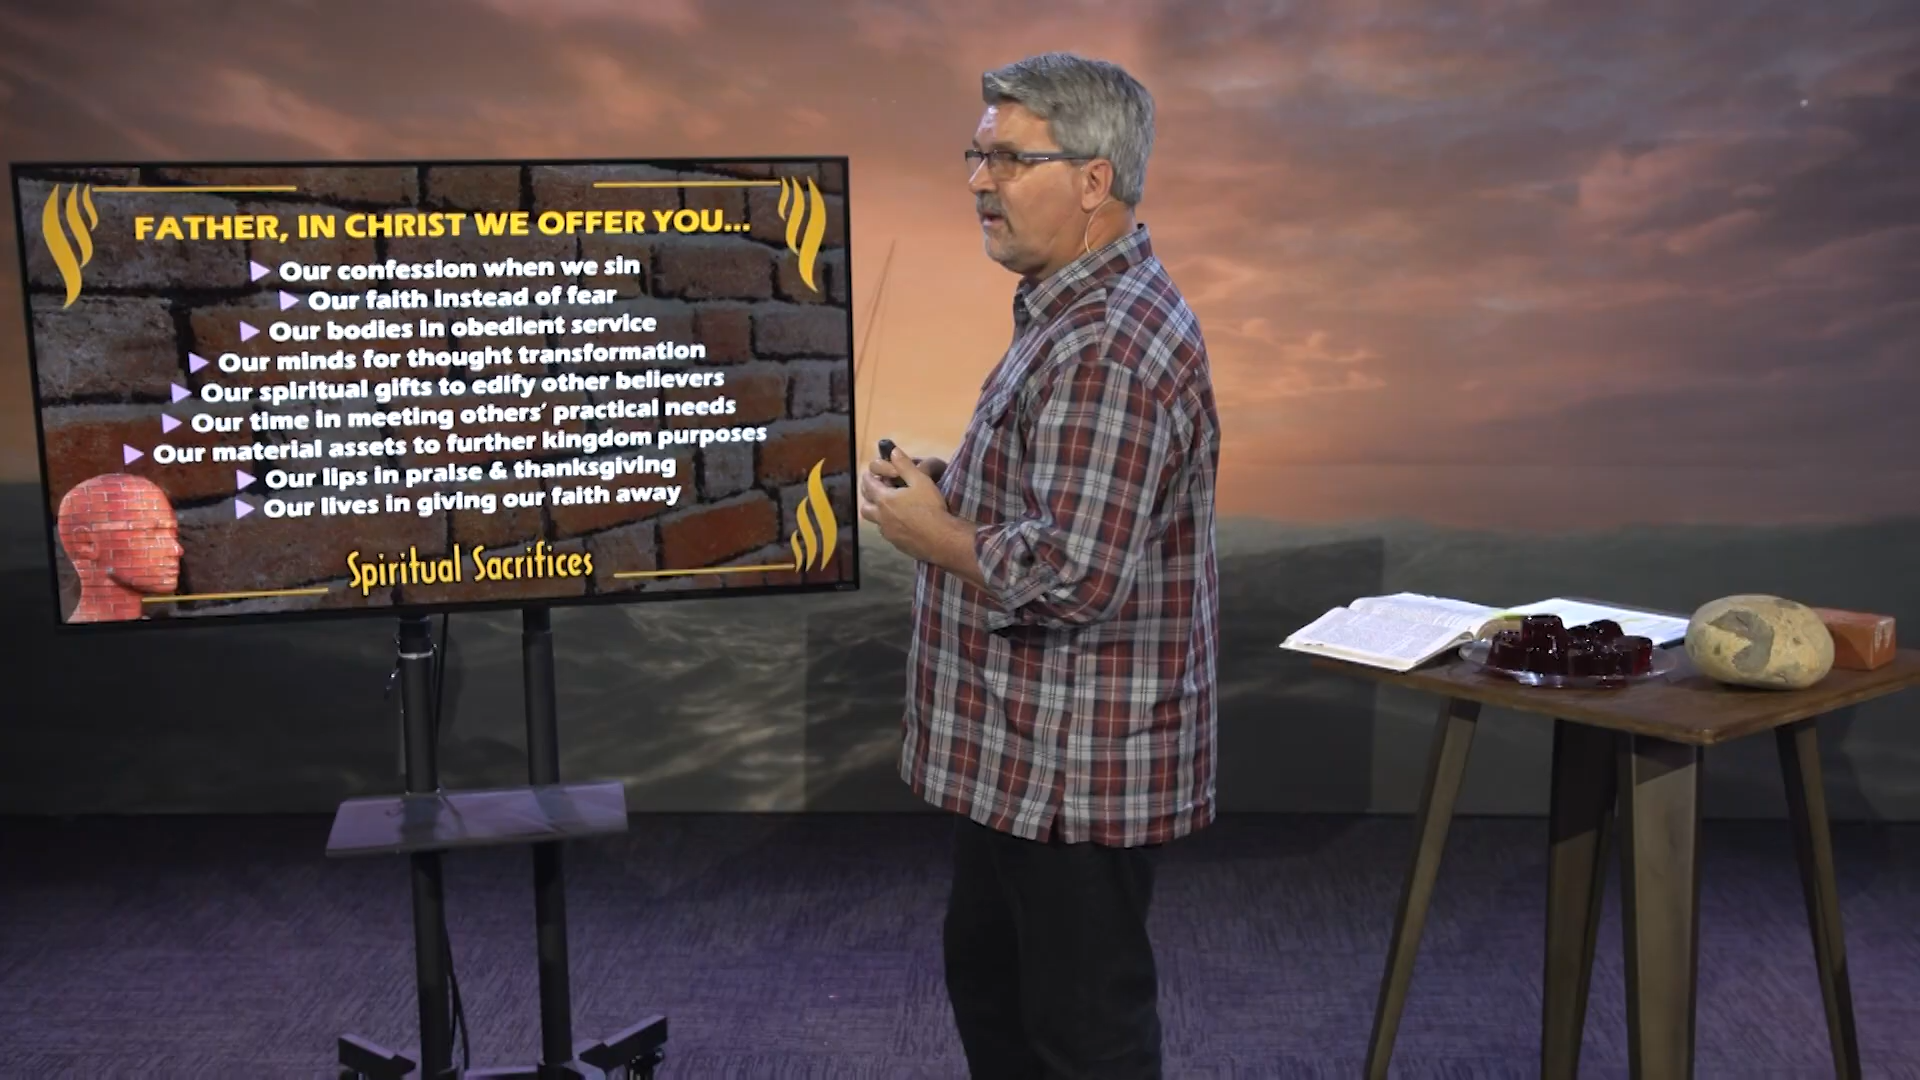 FATHER, IN CHRIST WE OFFER YOU...
Our confession when we sin
Our faith instead of fear
Our bodies in obedient service
Our minds for thought transformation
Our spiritual gifts to edify other believers
Our time in meeting others' practical needs
Our material assets to further kingdom purposes
Our lips in praise & thanksgiving
Our lives in giving our faith away
Spiritual Sacrifices